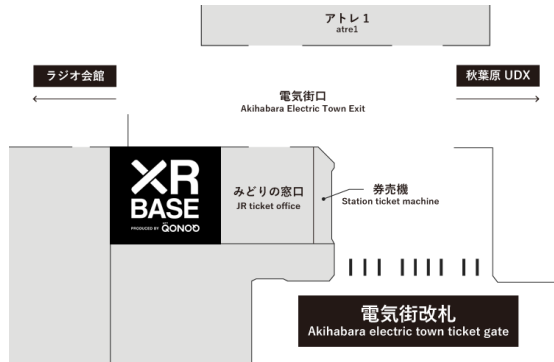 アトレ 1
atre1
ラジオ会館
秋葉原 UDX
電気街口
Akihabara Electric Town Exit
XR
BASE
PRODUCED BY NTT QONOQ
みどりの窓口
JR ticket office
券売機
Station ticket machine
電気街改札
Akihabara electric town ticket gate